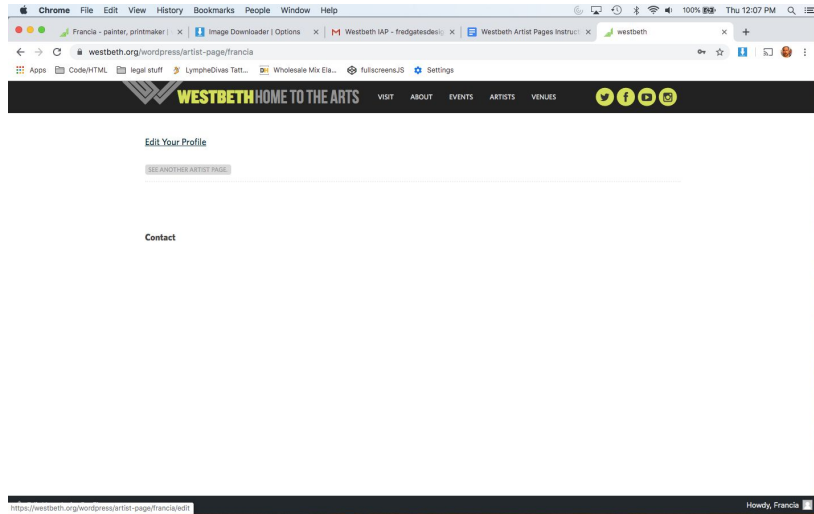 Chrome File Edit View History Bookmarks People Window Help 100% Thu 12:07 PM
Francia - painter, printmaker | Image Downloader | Options Westbeth IAP - fredgatesdesig Westbeth Artist Pages Instruct westbeth
westbeth.org/wordpress/artist-page/francia
Apps Code/HTML legal stuff LympheDivas Tatt... Wholesale Mix Ela... fullscreensJS Settings
WESTBETH HOME TO THE ARTS VISIT ABOUT EVENTS ARTISTS VENUES
Edit Your Profile
SEE ANOTHER ARTIST PAGE.
Contact
https://westbeth.org/wordpress/artist-page/francia/edit Howdy, Francia